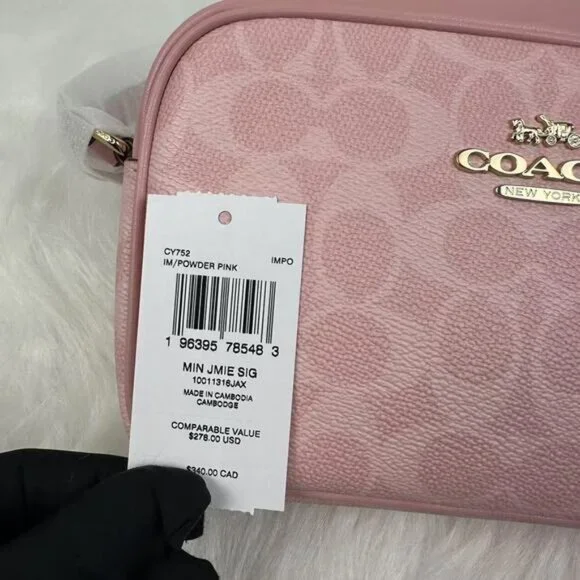 COAC
NEW YORK
CY752
IM/POWDER PINK IMPO
1 96395 78548 3
MIN JMIE SIG
10011316JAX
MADE IN CAMBODIA
CAMBODGE
COMPARABLE VALUE
$278.00 USD
$340.00 CAD